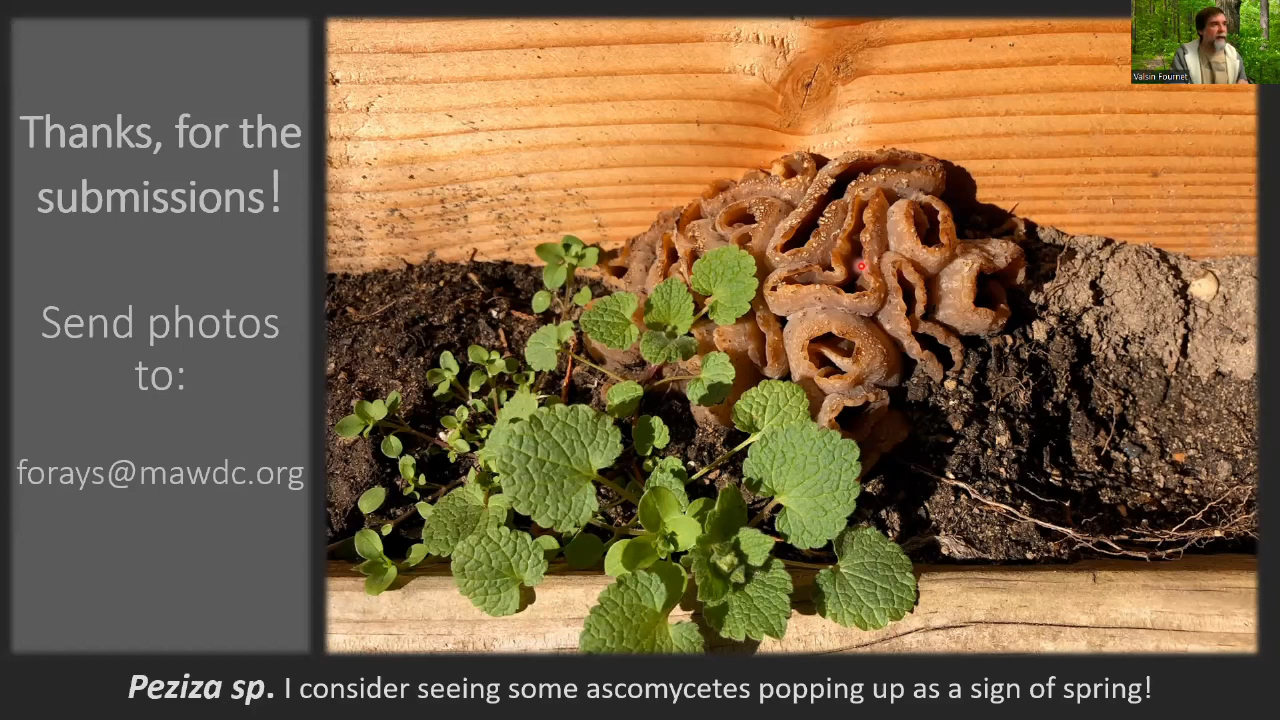 Valsin Fournet
Thanks, for the
submissions!
Send photos
to:
forays@mawdc.org
Peziza sp. I consider seeing some ascomycetes popping up as a sign of spring!